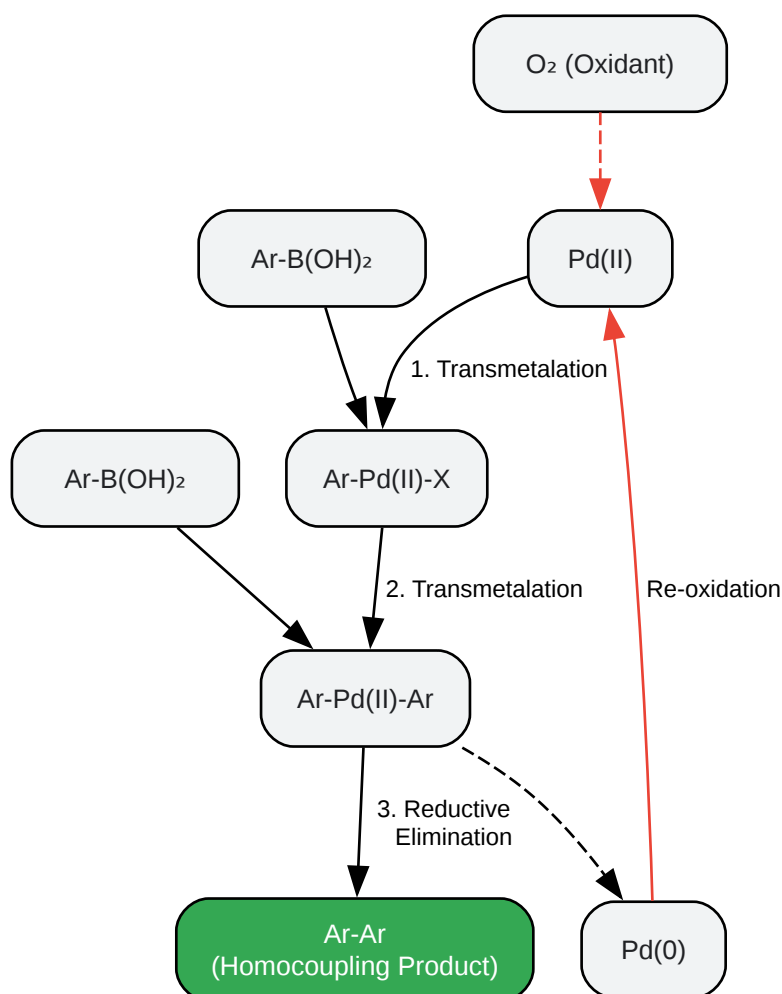 O₂ (Oxidant)
Ar-B(OH)₂
Pd(II)
1. Transmetalation
Ar-B(OH)₂
Ar-Pd(II)-X
2. Transmetalation
Re-oxidation
Ar-Pd(II)-Ar
3. Reductive
Elimination
Ar-Ar
(Homocoupling Product)
Pd(0)